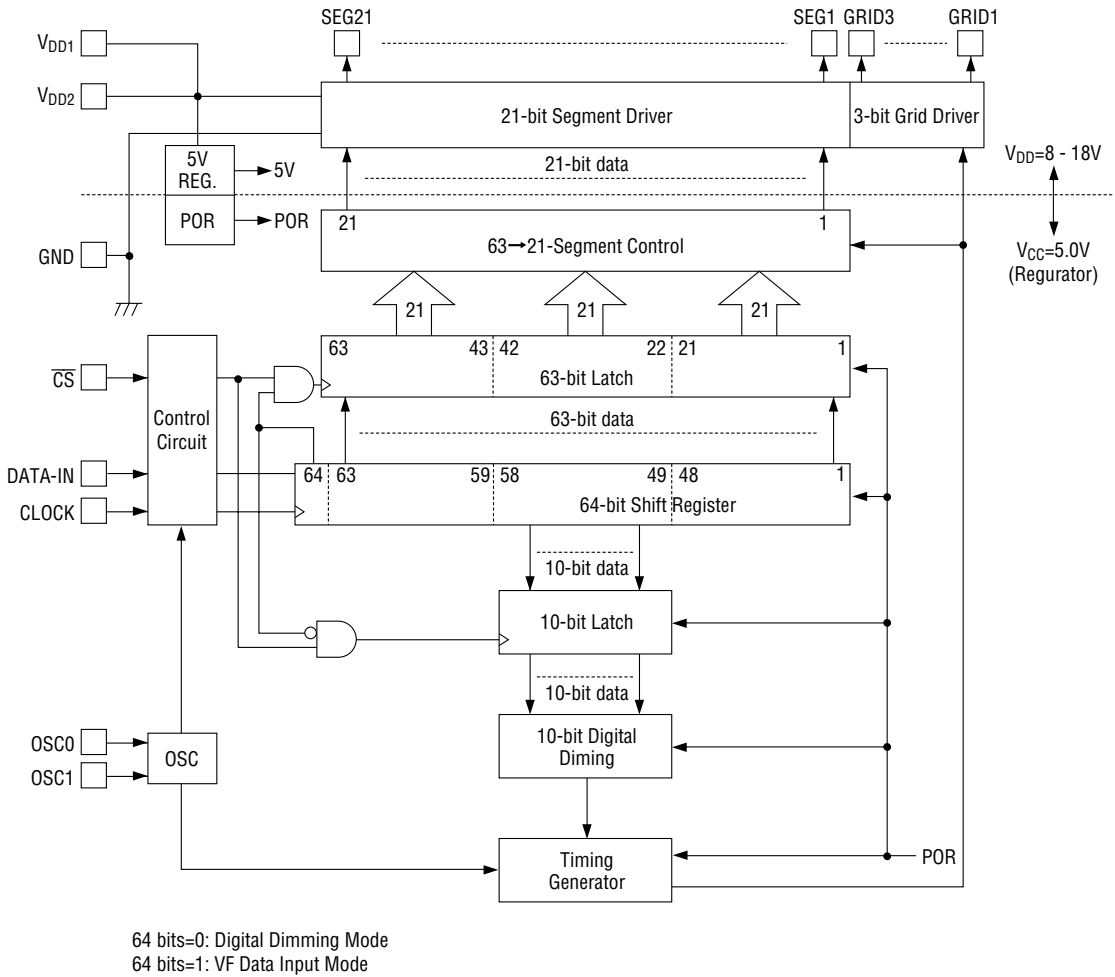 SEG21 SEG1 GRID3 GRID1
VDD1
VDD2
21-bit Segment Driver 3-bit Grid Driver
5V
REG.
5V
21-bit data
VDD=8 - 18V
POR
POR
21 1
63→21-Segment Control
GND
VCC=5.0V
(Regurator)
21 21 21
63 43 42 22 21 1
63-bit Latch
CS
Control
Circuit
63-bit data
DATA-IN
64 63 59 58 49 48 1
64-bit Shift Register
CLOCK
10-bit data
10-bit Latch
10-bit data
OSC0
OSC1
OSC
10-bit Digital
Diming
Timing
Generator
POR
64 bits=0: Digital Dimming Mode
64 bits=1: VF Data Input Mode